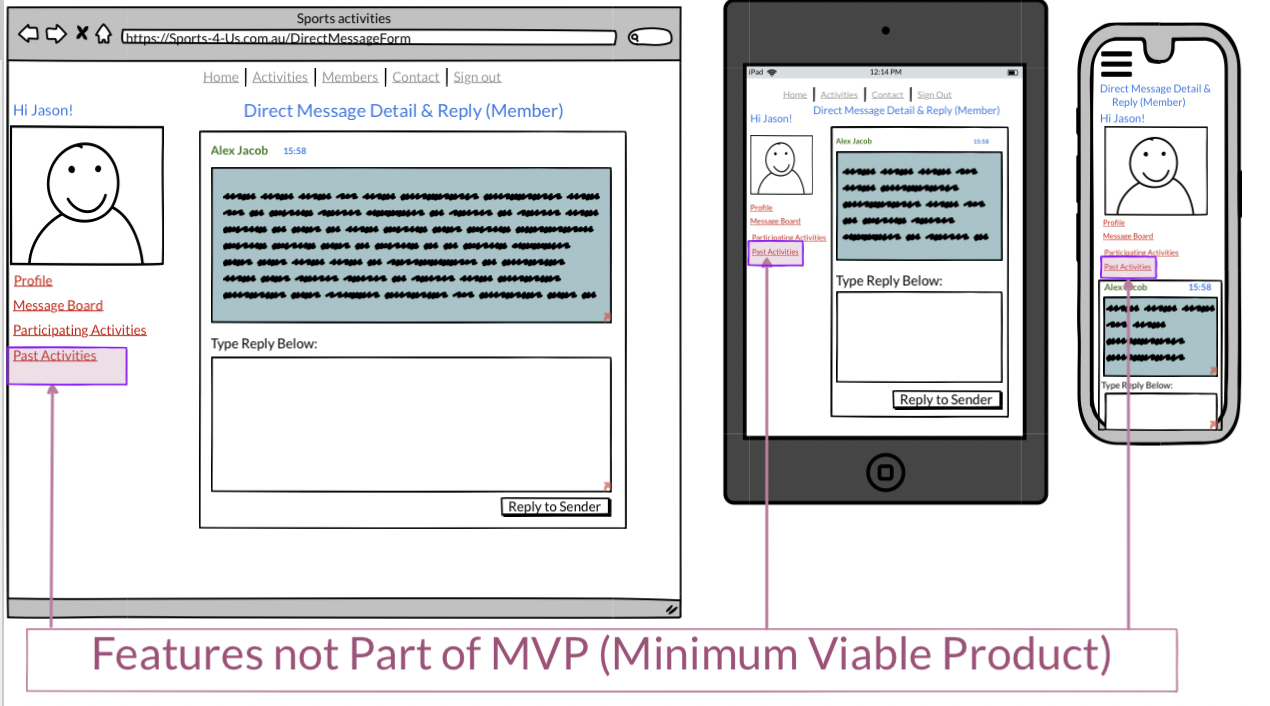 Sports activities
https://Sports-4-Us.com.au/DirectMessageForm
Home | Activities | Members | Contact | Sign out
Hi Jason!
Direct Message Detail & Reply (Member)
Alex Jacob 15:58
Profile
Message Board
Participating Activities
Past Activities
Type Reply Below:
Reply to Sender
iPad 12:14 PM
Home | Activities | Contact | Sign Out
Direct Message Detail & Reply (Member)
Hi Jason!
Alex Jacob 15:58
Profile
Message Board
Participating Activities
Past Activities
Type Reply Below:
Reply to Sender
Direct Message Detail &
Reply (Member)
Hi Jason!
Profile
Message Board
Participating Activities
Past Activities
Alex Jacob 15:58
Type Reply Below:
Features not Part of MVP (Minimum Viable Product)